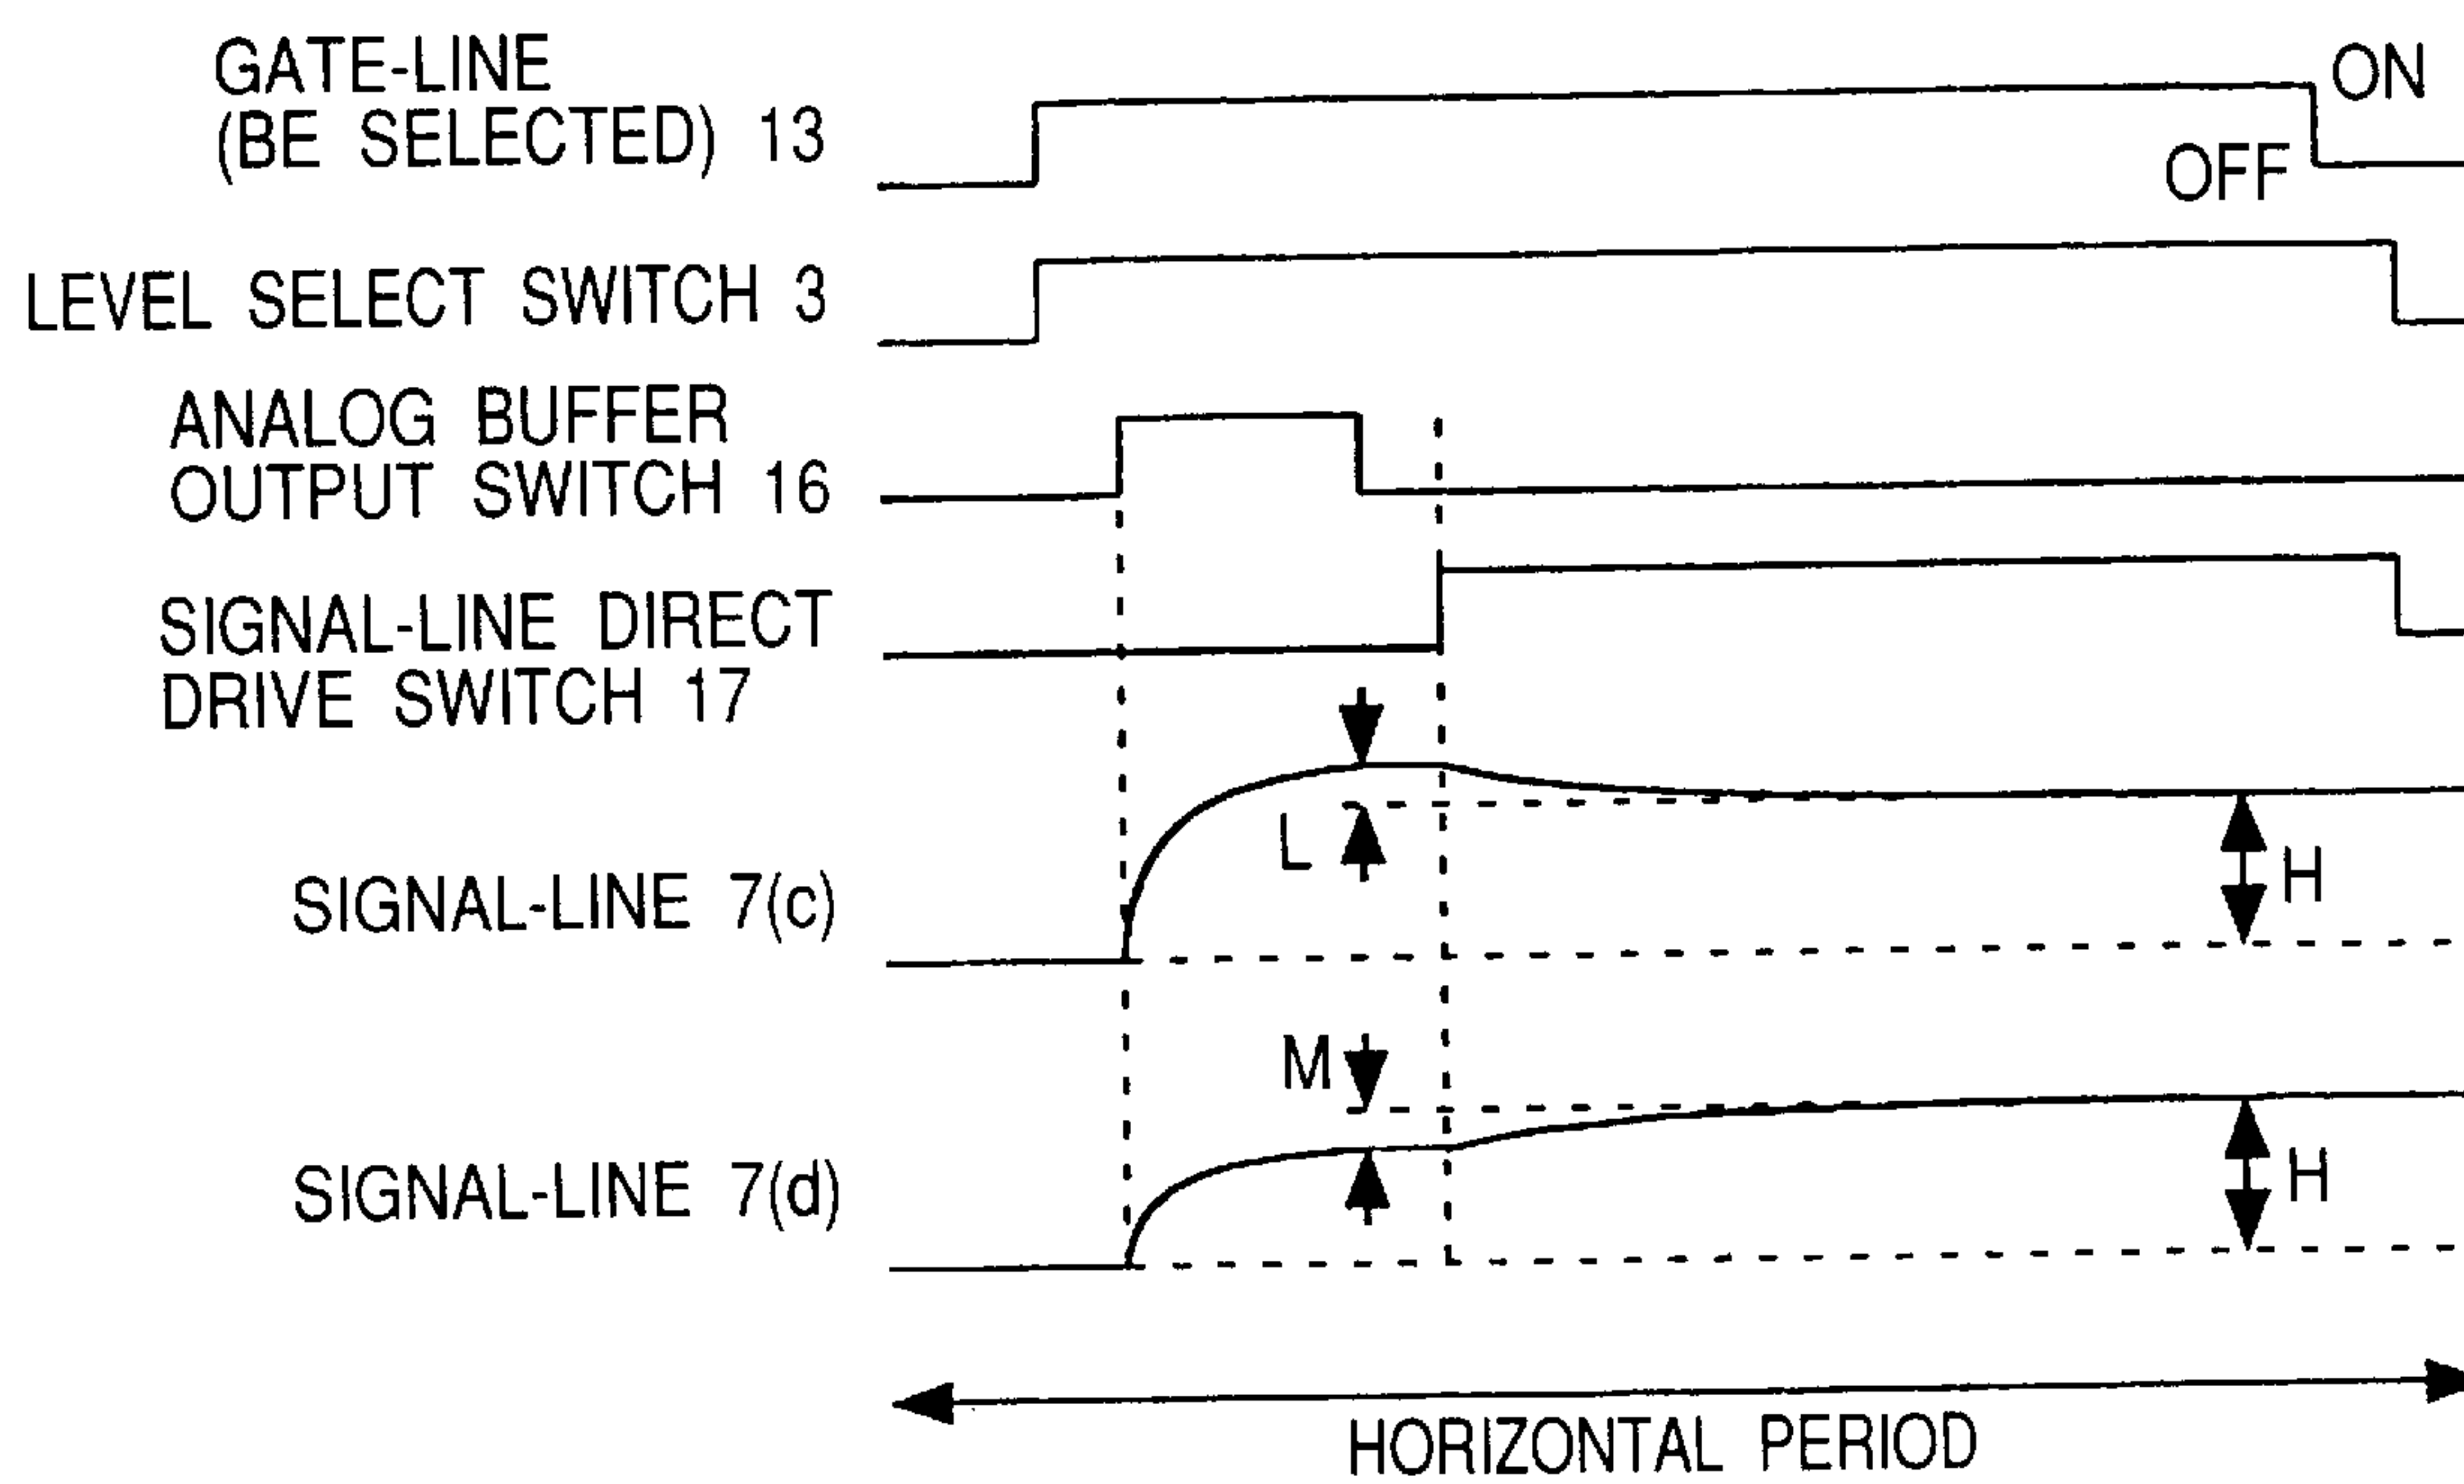 GATE-LINE
(BE SELECTED) 13
ON
OFF
LEVEL SELECT SWITCH 3
ANALOG BUFFER
OUTPUT SWITCH 16
SIGNAL-LINE DIRECT
DRIVE SWITCH 17
L
SIGNAL-LINE 7(c)
H
M
SIGNAL-LINE 7(d)
H
HORIZONTAL PERIOD